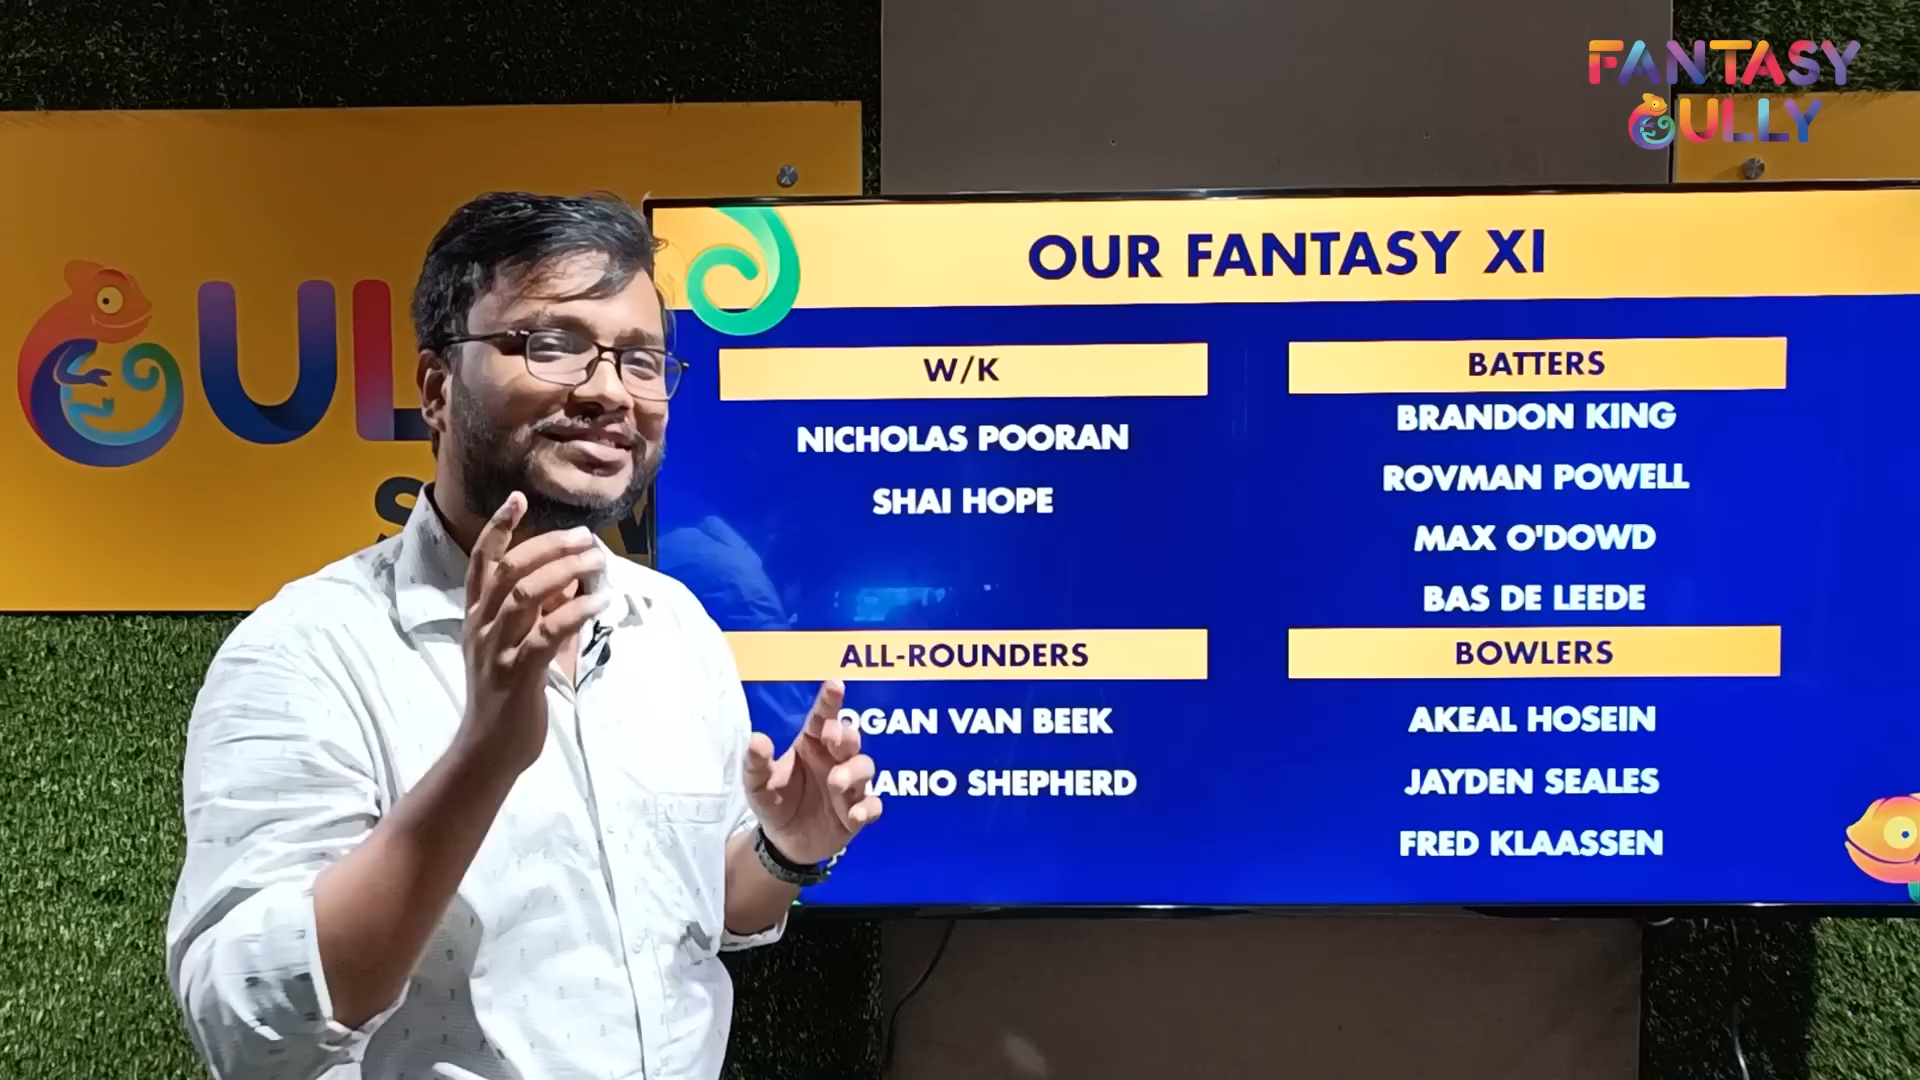 FANTASY
GULLY
OUR FANTASY XI
W/K
NICHOLAS POORAN
SHAI HOPE
BATTERS
BRANDON KING
ROVMAN POWELL
MAX O'DOWD
BAS DE LEEDE
ALL-ROUNDERS
OGAN VAN BEEK
ARIO SHEPHERD
BOWLERS
AKEAL HOSEIN
JAYDEN SEALES
FRED KLAASSEN